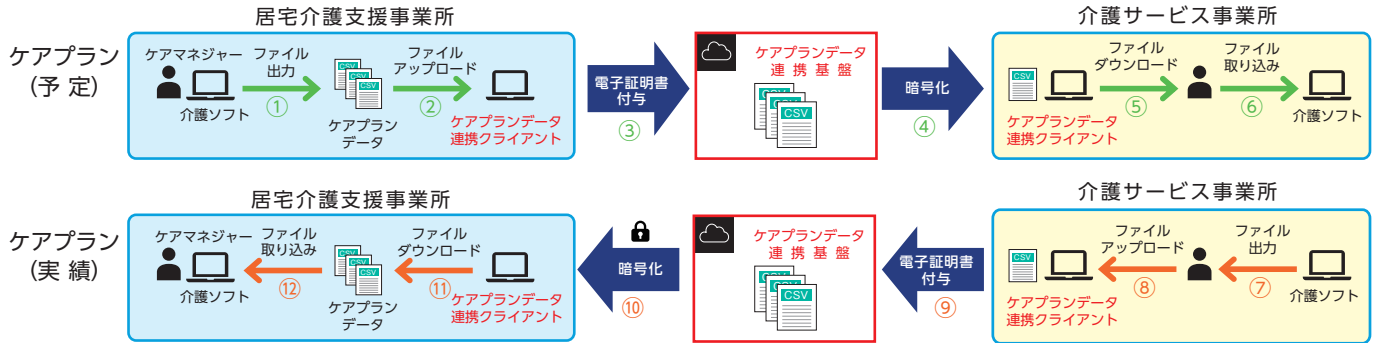 居宅介護支援事業所
介護サービス事業所
ケアプラン
(予 定)
ケアマネジャー
介護ソフト
ファイル
出力
①
CSV
CSV
CSV
ケアプラン
データ
ファイル
アップロード
②
ケアプランデータ
連携クライアント
電子証明書
付与
③
ケアプランデータ
連 携 基 盤
CSV
CSV
CSV
暗号化
④
CSV
ケアプランデータ
連携クライアント
ファイル
ダウンロード
⑤
ファイル
取り込み
⑥
介護ソフト
居宅介護支援事業所
介護サービス事業所
ケアプラン
(実 績)
ケアマネジャー
介護ソフト
ファイル
取り込み
⑫
CSV
CSV
CSV
ケアプラン
データ
ファイル
ダウンロード
⑪
ケアプランデータ
連携クライアント
暗号化
⑩
ケアプランデータ
連 携 基 盤
CSV
CSV
CSV
電子証明書
付与
⑨
CSV
ケアプランデータ
連携クライアント
ファイル
アップロード
⑧
ファイル
出力
⑦
介護ソフト